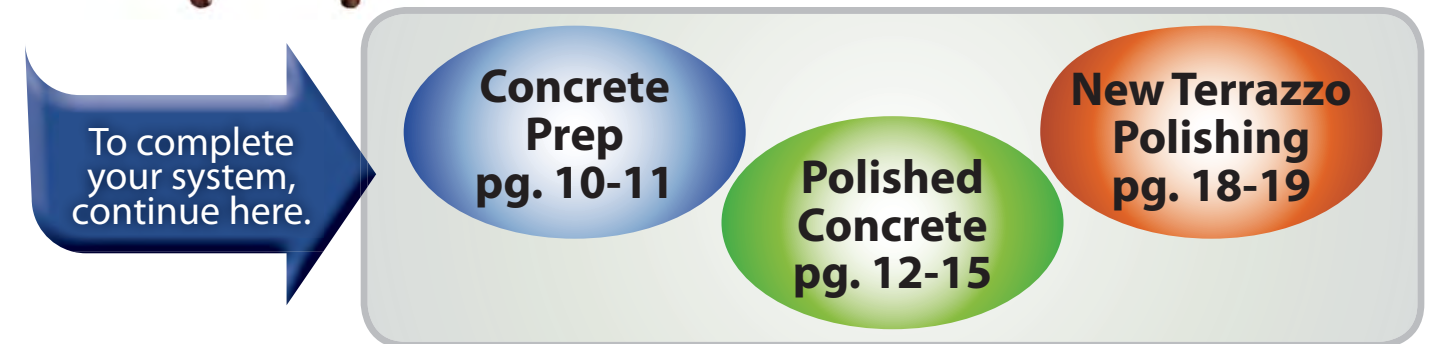 To complete
your system,
continue here.
Concrete
Prep
pg. 10-11
Polished
Concrete
pg. 12-15
New Terrazzo
Polishing
pg. 18-19